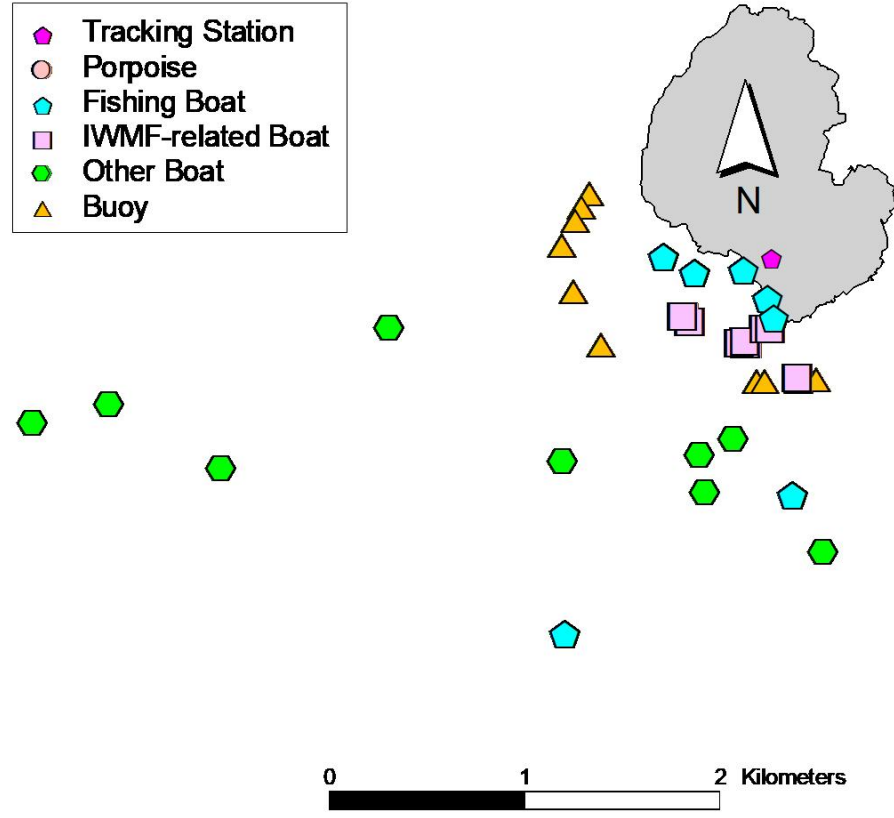 Tracking Station
Porpoise
Fishing Boat
IWMF-related Boat
Other Boat
Buoy
N
0 1 2 Kilometers